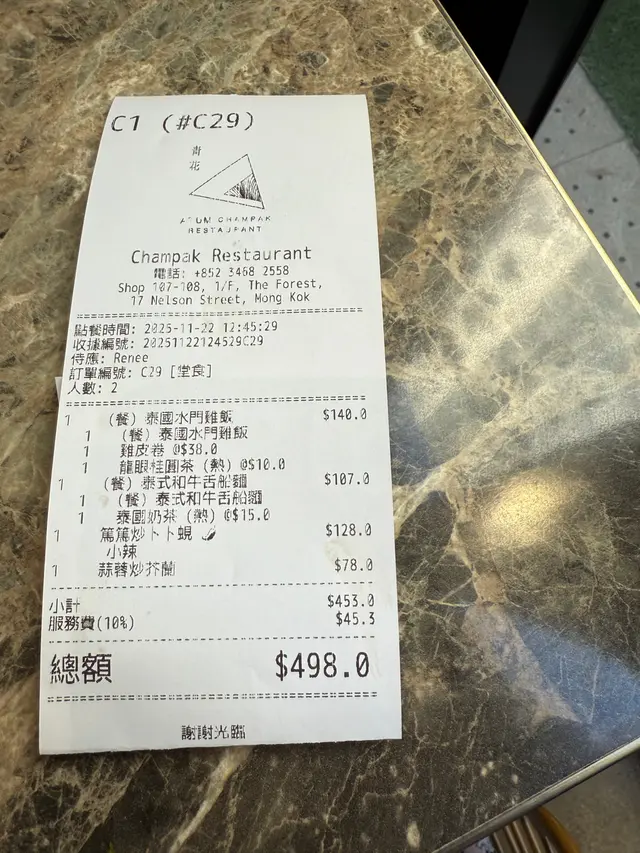 C1 (#C29)
青
花
CHAMPAK
RESTAURANT
Champak Restaurant
電話: +852 3468 2558
Shop 107-108, 1/F, The Forest,
17 Nelson Street, Mong Kok
點餐時間: 2025-11-22 12:45:29
收據編號: 20251122124529C29
侍應: Renee
訂單編號: C29 [堂食]
人數: 2
1 (餐) 泰國水門雞飯 $140.0
1 (餐) 泰國水門雞飯
1 雞皮卷 @$38.0
1 龍眼桂圓茶 (熱) @$10.0
1 (餐) 泰式和牛舌船麵 $107.0
1 (餐) 泰式和牛舌船麵
1 泰國奶茶 (熱) @$15.0
1 篤篤炒卜卜蜆 🌶 $128.0
小辣
1 蒜蓉炒芥蘭 $78.0
小計 $453.0
服務費(10%) $45.3
總額 $498.0
謝謝光臨